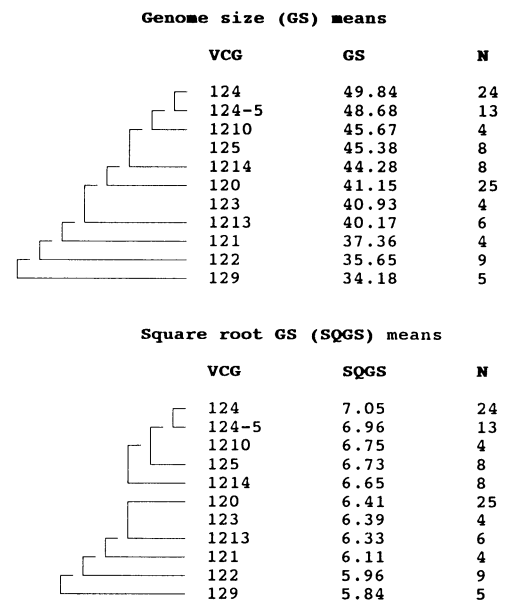 Genome size (GS) means
VCG GS N
124 49.84 24
124-5 48.68 13
1210 45.67 4
125 45.38 8
1214 44.28 8
120 41.15 25
123 40.93 4
1213 40.17 6
121 37.36 4
122 35.65 9
129 34.18 5
Square root GS (SQGS) means
VCG SQGS N
124 7.05 24
124-5 6.96 13
1210 6.75 4
125 6.73 8
1214 6.65 8
120 6.41 25
123 6.39 4
1213 6.33 6
121 6.11 4
122 5.96 9
129 5.84 5